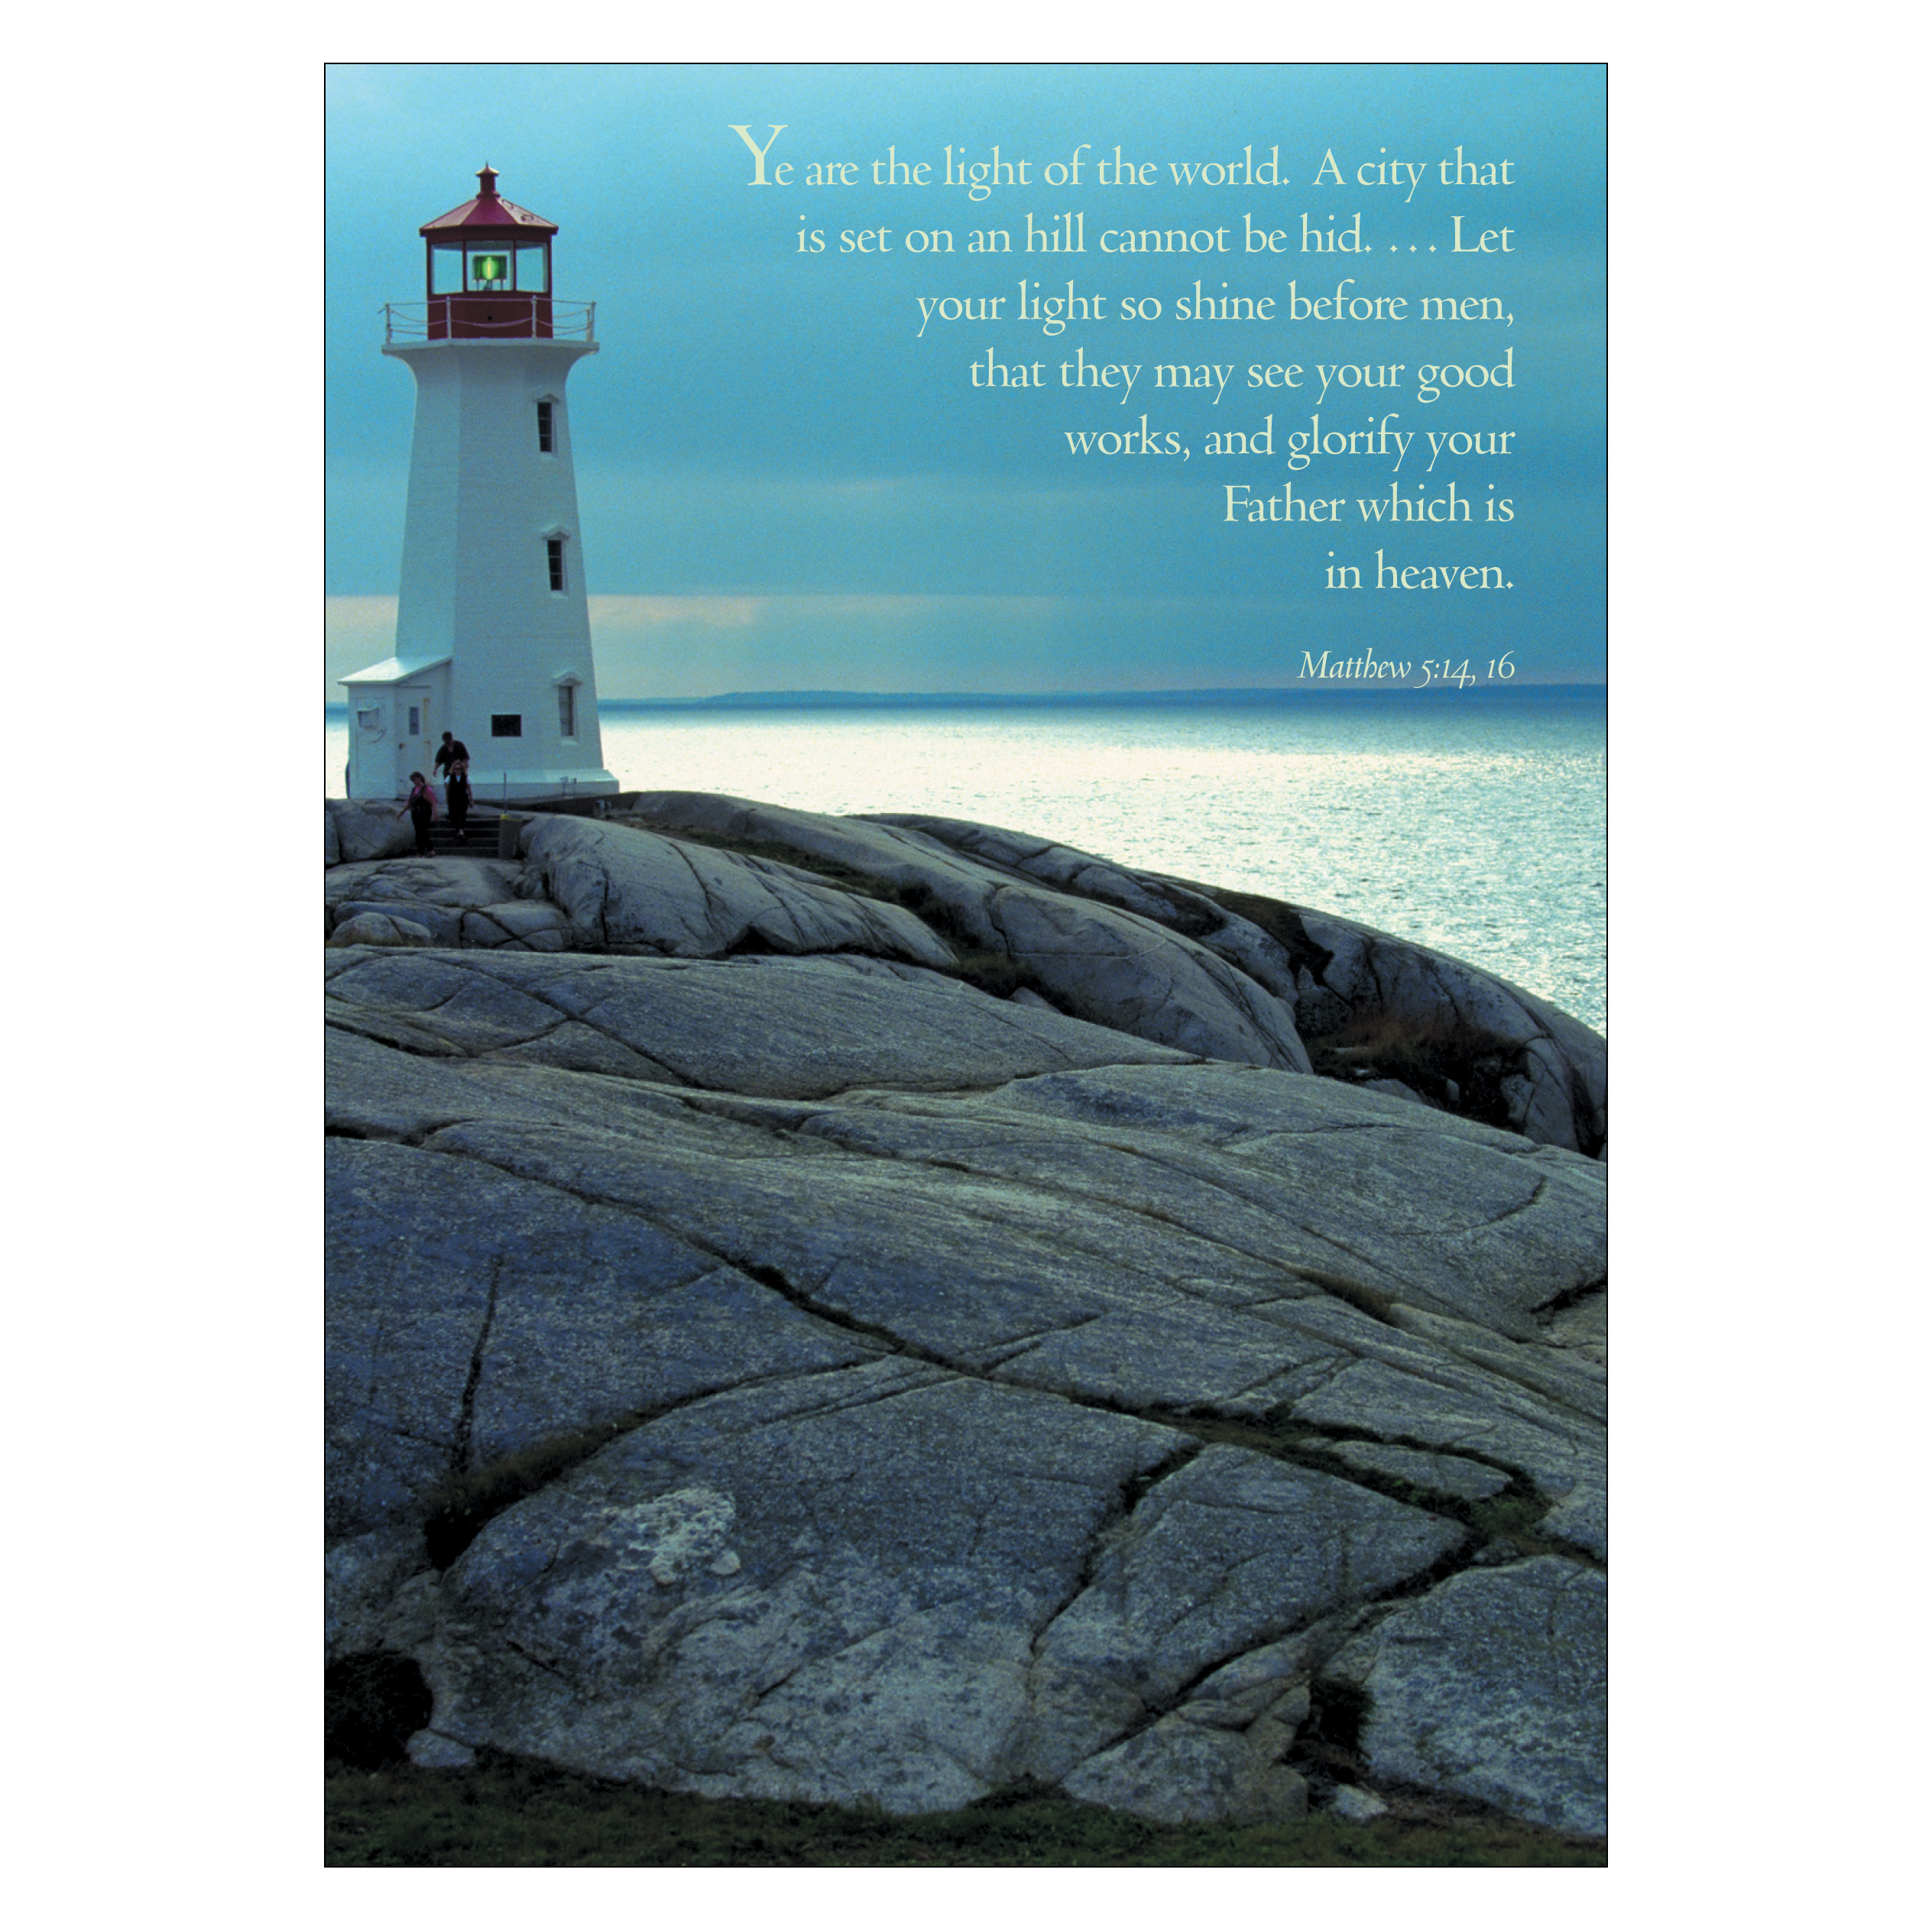 Ye are the light of the world.  A city that
is set on an hill cannot be hid. . . . Let
your light so shine before men,
that they may see your good
works, and glorify your
Father which is
in heaven.
Matthew 5:14, 16